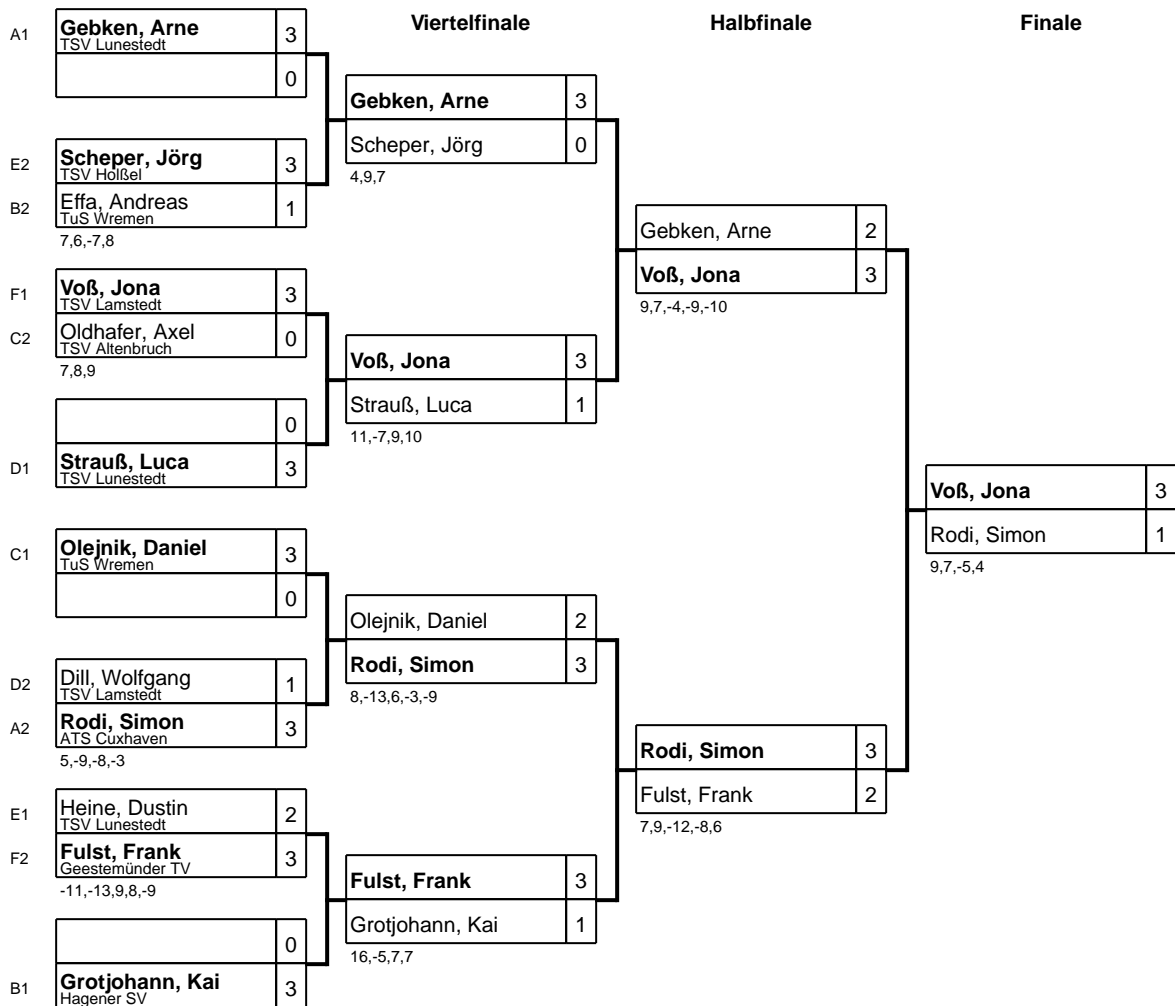 Viertelfinale
Halbfinale
Finale
A1
Gebken, Arne
TSV Lunestedt
3
0
E2
Scheper, Jörg
TSV Holßel
3
B2
Effa, Andreas
TuS Wremen
1
7,6,-7,8
F1
Voß, Jona
TSV Lamstedt
3
C2
Oldhafer, Axel
TSV Altenbruch
0
7,8,9
0
D1
Strauß, Luca
TSV Lunestedt
3
C1
Olejnik, Daniel
TuS Wremen
3
0
D2
Dill, Wolfgang
TSV Lamstedt
1
A2
Rodi, Simon
ATS Cuxhaven
3
5,-9,-8,-3
E1
Heine, Dustin
TSV Lunestedt
2
F2
Fulst, Frank
Geestemünder TV
3
-11,-13,9,8,-9
0
B1
Grotjohann, Kai
Hagener SV
3
Gebken, Arne 3
Scheper, Jörg 0
4,9,7
Voß, Jona 3
Strauß, Luca 1
11,-7,9,10
Olejnik, Daniel 2
Rodi, Simon 3
8,-13,6,-3,-9
Fulst, Frank 3
Grotjohann, Kai 1
16,-5,7,7
Gebken, Arne 2
Voß, Jona 3
9,7,-4,-9,-10
Rodi, Simon 3
Fulst, Frank 2
7,9,-12,-8,6
Voß, Jona 3
Rodi, Simon 1
9,7,-5,4